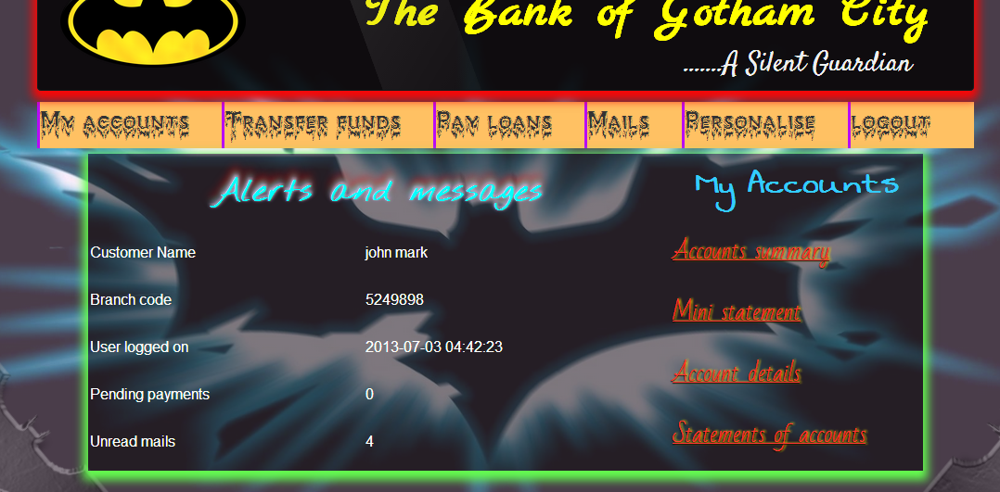 The Bank of Gotham City
.......A Silent Guardian
My accounts Transfer funds Pay loans Mails Personalise logout
Alerts and messages
My Accounts
Customer Name john mark
Branch code 5249898
User logged on 2013-07-03 04:42:23
Pending payments 0
Unread mails 4
Accounts summary
Mini statement
Account details
Statements of accounts